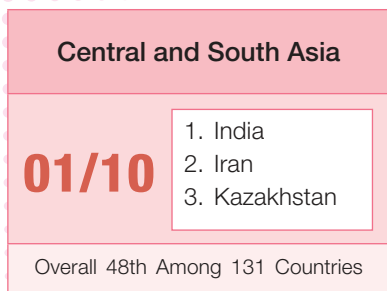 Central and South Asia
01/10
1. India
2. Iran
3. Kazakhstan
Overall 48th Among 131 Countries